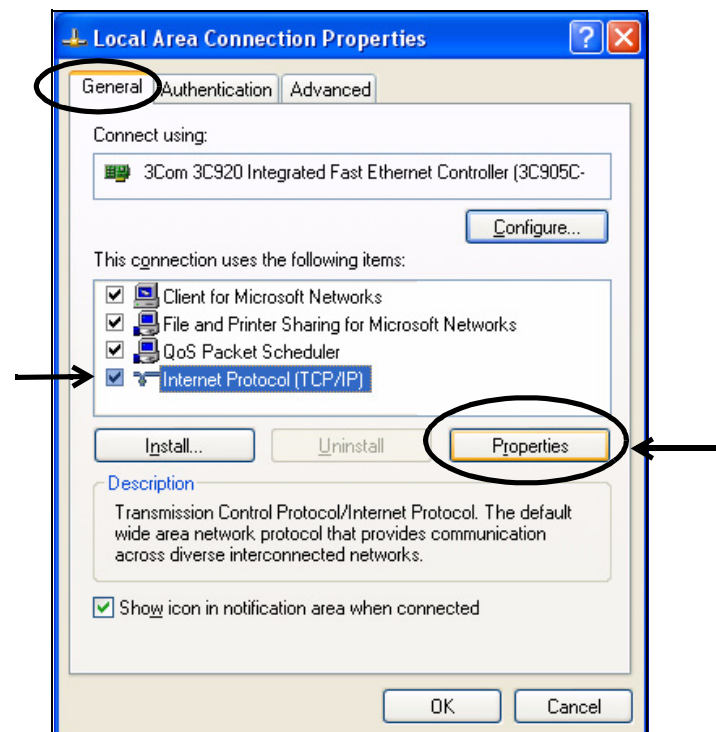 Local Area Connection Properties
General Authentication Advanced
Connect using:
3Com 3C920 Integrated Fast Ethernet Controller (3C905C-
Configure...
This connection uses the following items:
Client for Microsoft Networks
File and Printer Sharing for Microsoft Networks
QoS Packet Scheduler
Internet Protocol (TCP/IP)
Install... Uninstall Properties
Description
Transmission Control Protocol/Internet Protocol. The default
wide area network protocol that provides communication
across diverse interconnected networks.
Show icon in notification area when connected
OK Cancel